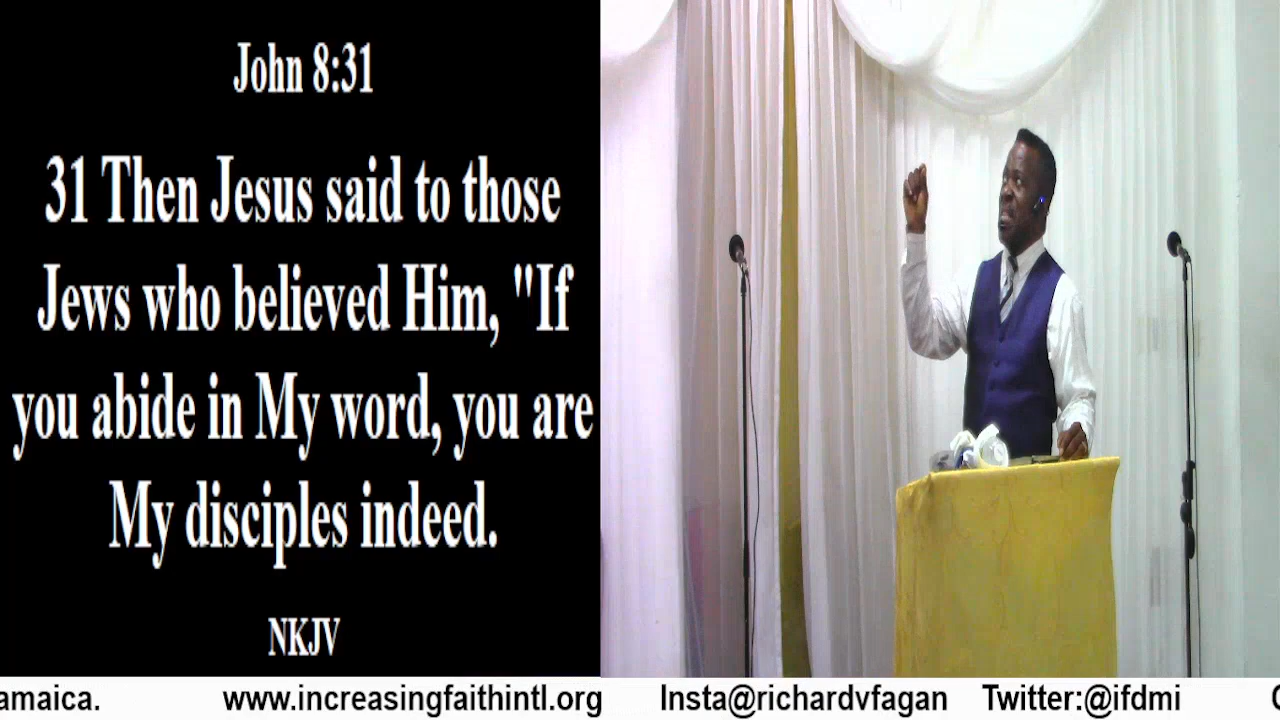 John 8:31
31 Then Jesus said to those
Jews who believed Him, "If
you abide in My word, you are
My disciples indeed.
NKJV
amaica. www.increasingfaithintl.org Insta@richardvfagan Twitter:@ifdmi